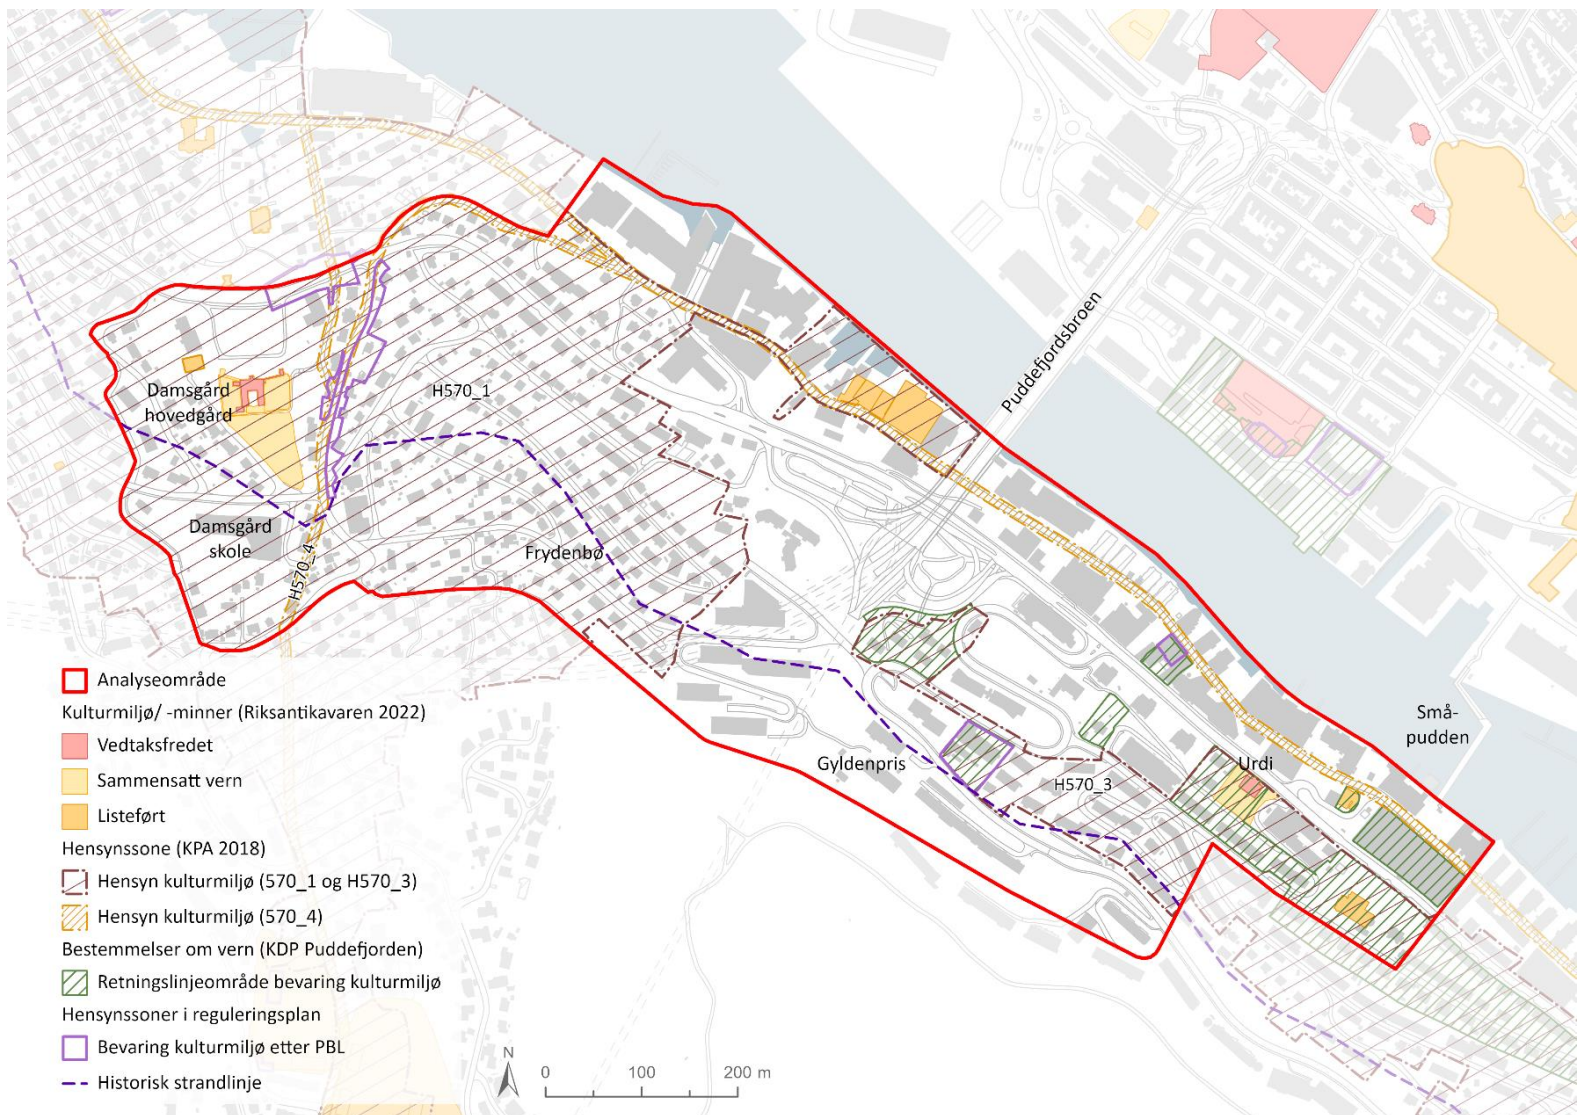 Puddefjordsbroen
H570_1
Damsgård
hovedgård
Damsgård
skole
H570_4
Frydenbø
Gyldenpris
H570_3
Urdi
Små-
pudden
Analyseområde
Kulturmiljø/ -minner (Riksantikavaren 2022)
Vedtaksfredet
Sammensatt vern
Listeført
Hensynssone (KPA 2018)
Hensyn kulturmiljø (570_1 og H570_3)
Hensyn kulturmiljø (570_4)
Bestemmelser om vern (KDP Puddefjorden)
Retningslinjeområde bevaring kulturmiljø
Hensynssoner i reguleringsplan
Bevaring kulturmiljø etter PBL
Historisk strandlinje
N
0 100 200 m